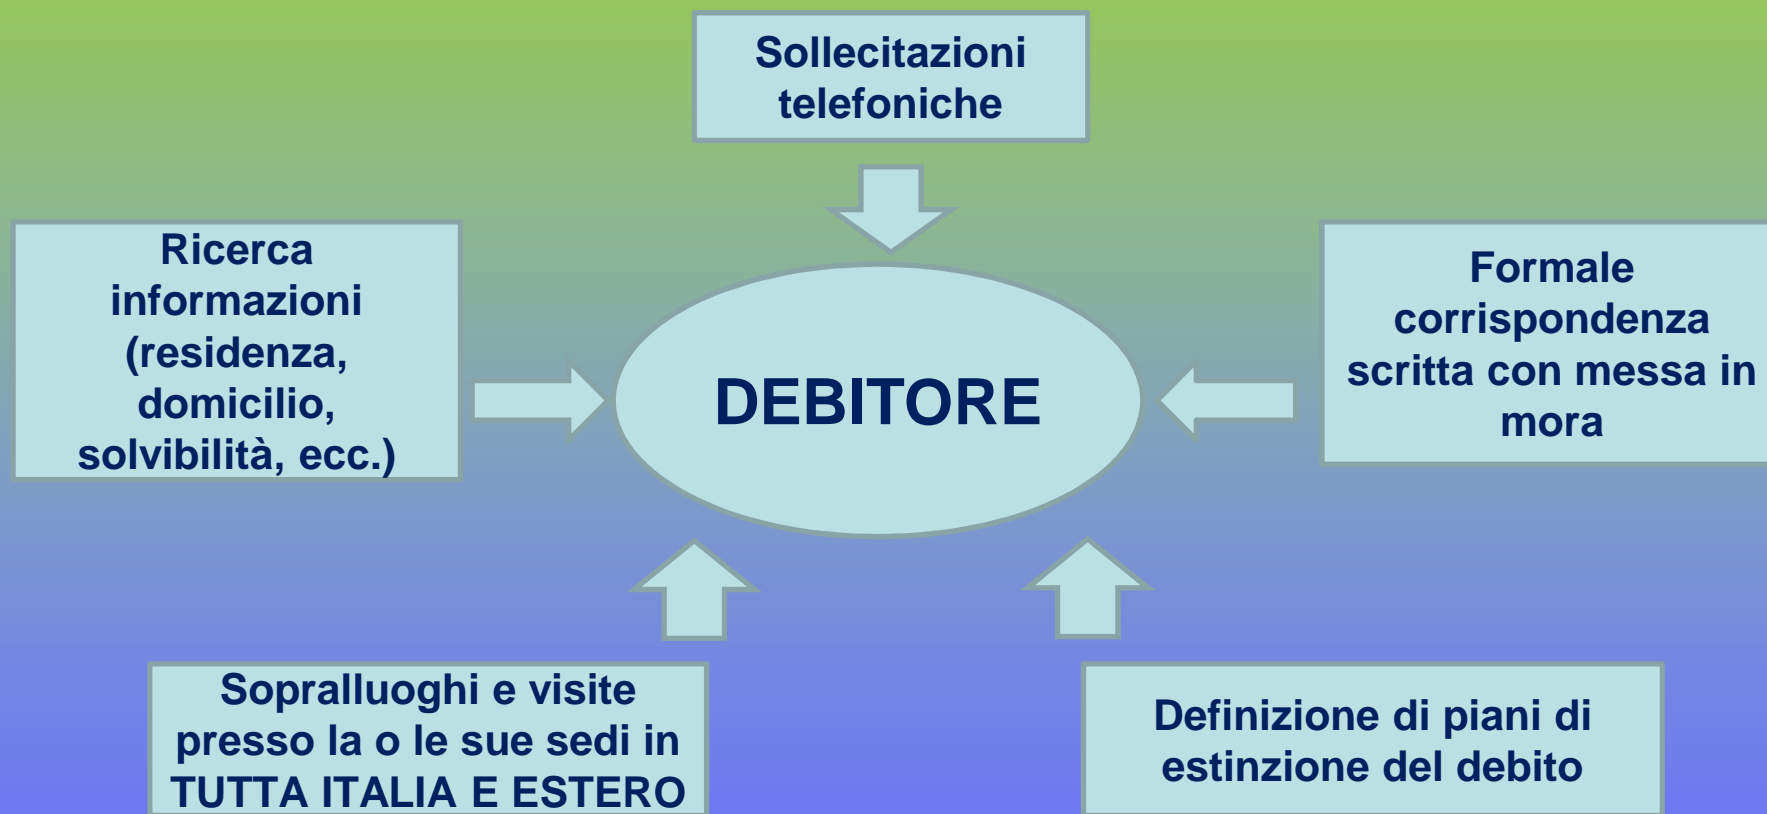 Sollecitazioni
telefoniche
Ricerca
informazioni
(residenza,
domicilio,
solvibilità, ecc.)
DEBITORE
Formale
corrispondenza
scritta con messa in
mora
Sopralluoghi e visite
presso la o le sue sedi in
TUTTA ITALIA E ESTERO
Definizione di piani di
estinzione del debito